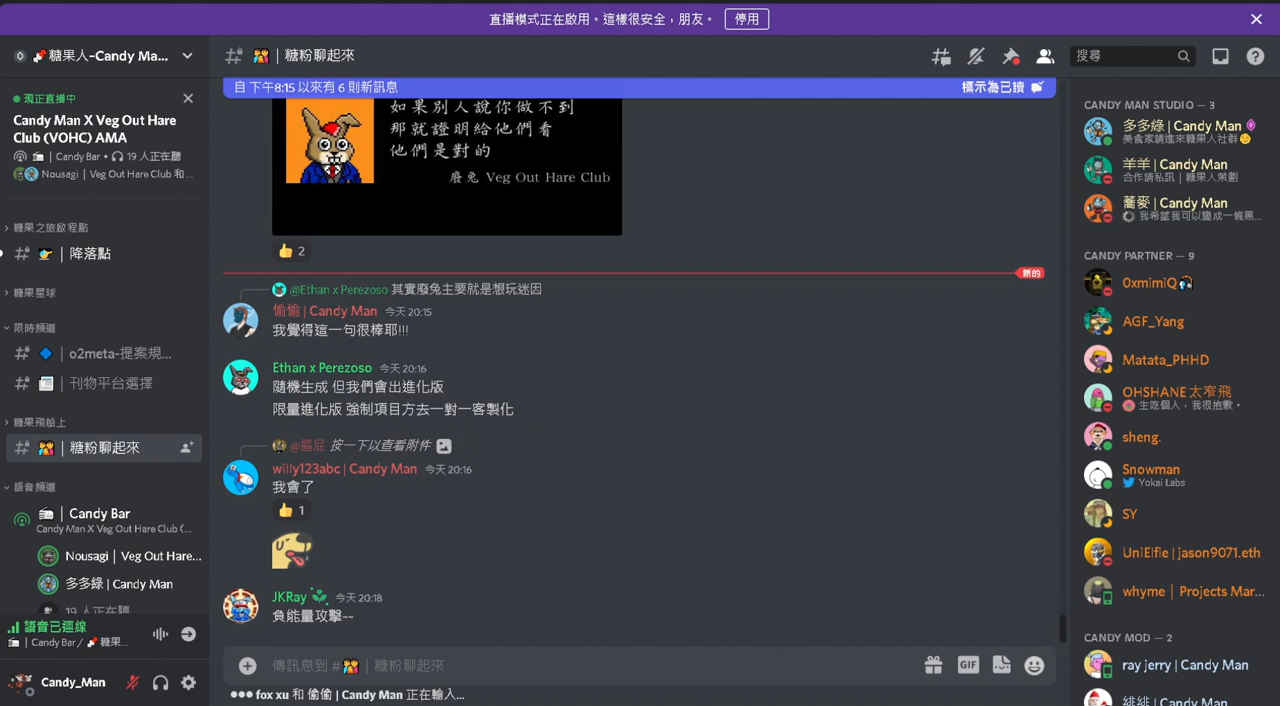 直播模式正在啟用。這樣很安全，朋友。 停用
糖果人-Candy Ma...
糖果聊起來
搜尋
現正直播中
Candy Man X Veg Out Hare Club (VOHC) AMA
Candy Bar • 19 人正在聽
Nousagi | Veg Out Hare Club 和 ...
糖果之旅啟程點
# | 降落點
糖果星球
限時頻道
# | o2meta-提案規...
# | 刊物平台選擇
糖果飛船上
# | 糖粉聊起來
語音頻道
| Candy Bar
Candy Man X Veg Out Hare Club (...
Nousagi | Veg Out Hare...
多多綠 | Candy Man
19 人正在聽
語音已連線
| Candy Bar / 糖果...
Candy_Man
# | 糖粉聊起來
自 下午8:15 以來有 6 則新訊息 標示為已讀
如果別人說你做不到
那就證明給他們看
他們是對的
廢兔 Veg Out Hare Club
2
新的
@Ethan x Perezoso 其實廢兔主要就是想玩迷因
偷偷 | Candy Man 今天 20:15
我覺得這一句很棒耶!!!
Ethan x Perezoso 今天 20:16
隨機生成 但我們會出進化版
限量進化版 強制項目方去一對一客製化
按一下以查看附件
willy123abc | Candy Man 今天 20:16
我會了
1
JKRay 今天 20:18
負能量攻擊~~
傳訊息到 # | 糖粉聊起來
GIF
fox xu 和 偷偷 | Candy Man 正在輸入...
CANDY MAN STUDIO — 3
多多綠 | Candy Man
美食家請進來糖果人社群
羊羊 | Candy Man
合作請私訊 | 糖果人策劃
蕎麥 | Candy Man
我希望我可以變成一條黑...
CANDY PARTNER — 9
0xmimiQ
AGF_Yang
Matata_PHHD
OHSHANE 太窄飛
生吃個人，我很抱歉。
sheng.
Snowman
Yokai Labs
SY
UniElfie | jason9071.eth
whyme | Projects Mar...
CANDY MOD — 2
ray jerry | Candy Man
緋緋 | Candy Man